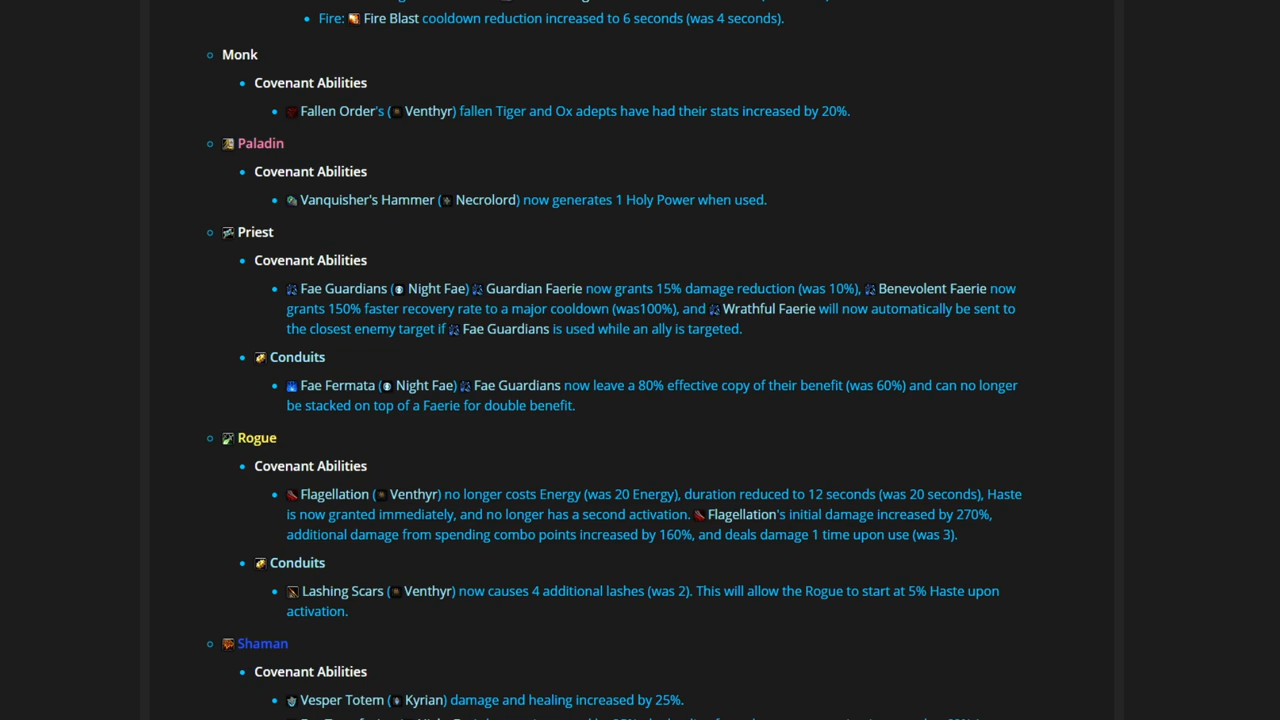 Fire: Fire Blast cooldown reduction increased to 6 seconds (was 4 seconds).
Monk
Covenant Abilities
Fallen Order's (Venthyr) fallen Tiger and Ox adepts have had their stats increased by 20%.
Paladin
Covenant Abilities
Vanquisher's Hammer (Necrolord) now generates 1 Holy Power when used.
Priest
Covenant Abilities
Fae Guardians (Night Fae) Guardian Faerie now grants 15% damage reduction (was 10%), Benevolent Faerie now
grants 150% faster recovery rate to a major cooldown (was100%), and Wrathful Faerie will now automatically be sent to
the closest enemy target if Fae Guardians is used while an ally is targeted.
Conduits
Fae Fermata (Night Fae) Fae Guardians now leave a 80% effective copy of their benefit (was 60%) and can no longer
be stacked on top of a Faerie for double benefit.
Rogue
Covenant Abilities
Flagellation (Venthyr) no longer costs Energy (was 20 Energy), duration reduced to 12 seconds (was 20 seconds), Haste
is now granted immediately, and no longer has a second activation. Flagellation's initial damage increased by 270%,
additional damage from spending combo points increased by 160%, and deals damage 1 time upon use (was 3).
Conduits
Lashing Scars (Venthyr) now causes 4 additional lashes (was 2). This will allow the Rogue to start at 5% Haste upon
activation.
Shaman
Covenant Abilities
Vesper Totem (Kyrian) damage and healing increased by 25%.